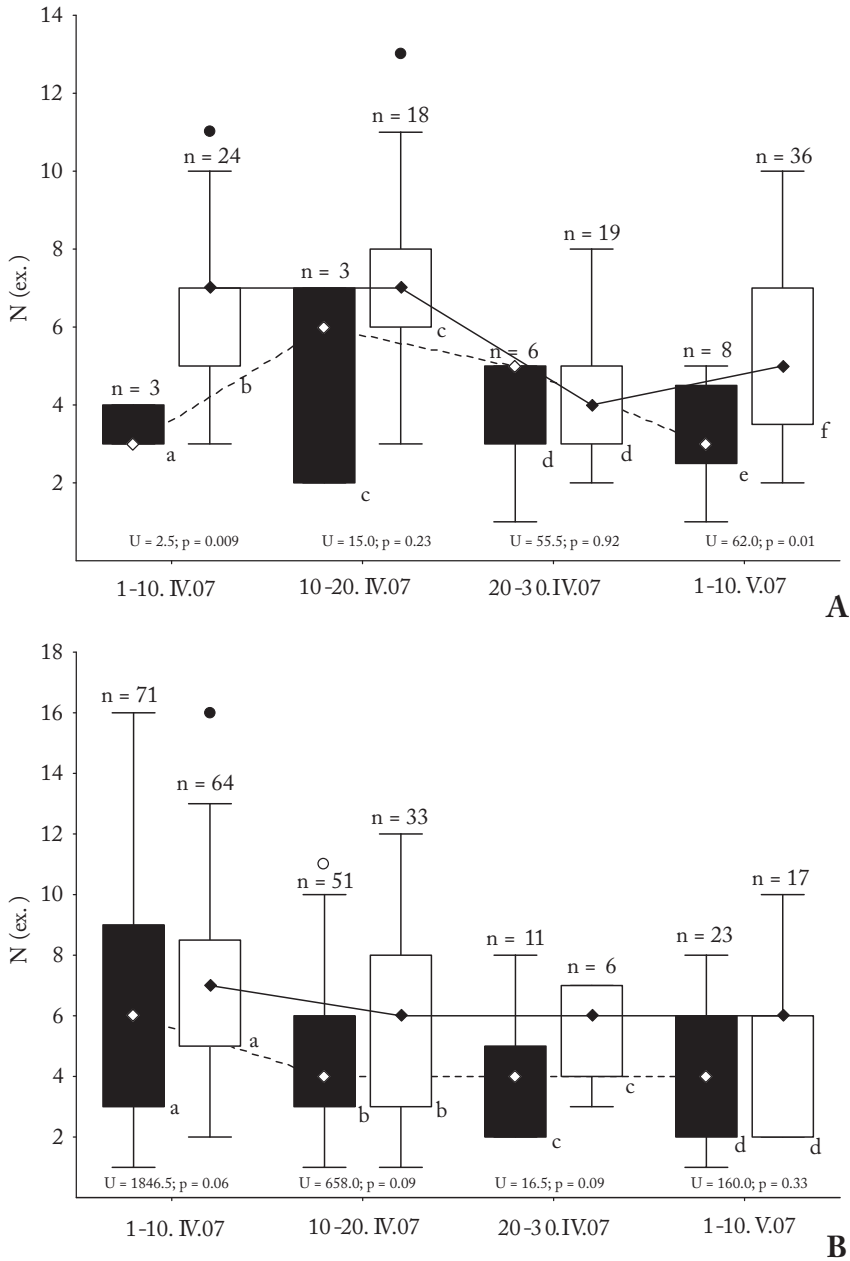 14
n = 18
12
n = 24
n = 36
10
n = 19
8
n = 3
N (ex.)
c
6
n = 6
n = 8
n = 3
b
4
f
a
d
d
e
2
c
U = 2.5; p = 0.009
U = 15.0; p = 0.23
U = 55.5; p = 0.92
U = 62.0; p = 0.01
1-10. IV.07
10-20. IV.07
20-30.IV.07
1-10. V.07
A
18
n = 71
16
14
n = 64
n = 33
12
n = 51
n = 17
10
N (ex.)
n = 11
n = 23
8
n = 6
6
a
4
c
a
b
b
2
c
d
d
U = 1846.5; p = 0.06
U = 658.0; p = 0.09
U = 16.5; p = 0.09
U = 160.0; p = 0.33
1-10. IV.07
10-20. IV.07
20-30.IV.07
1-10. V.07
B